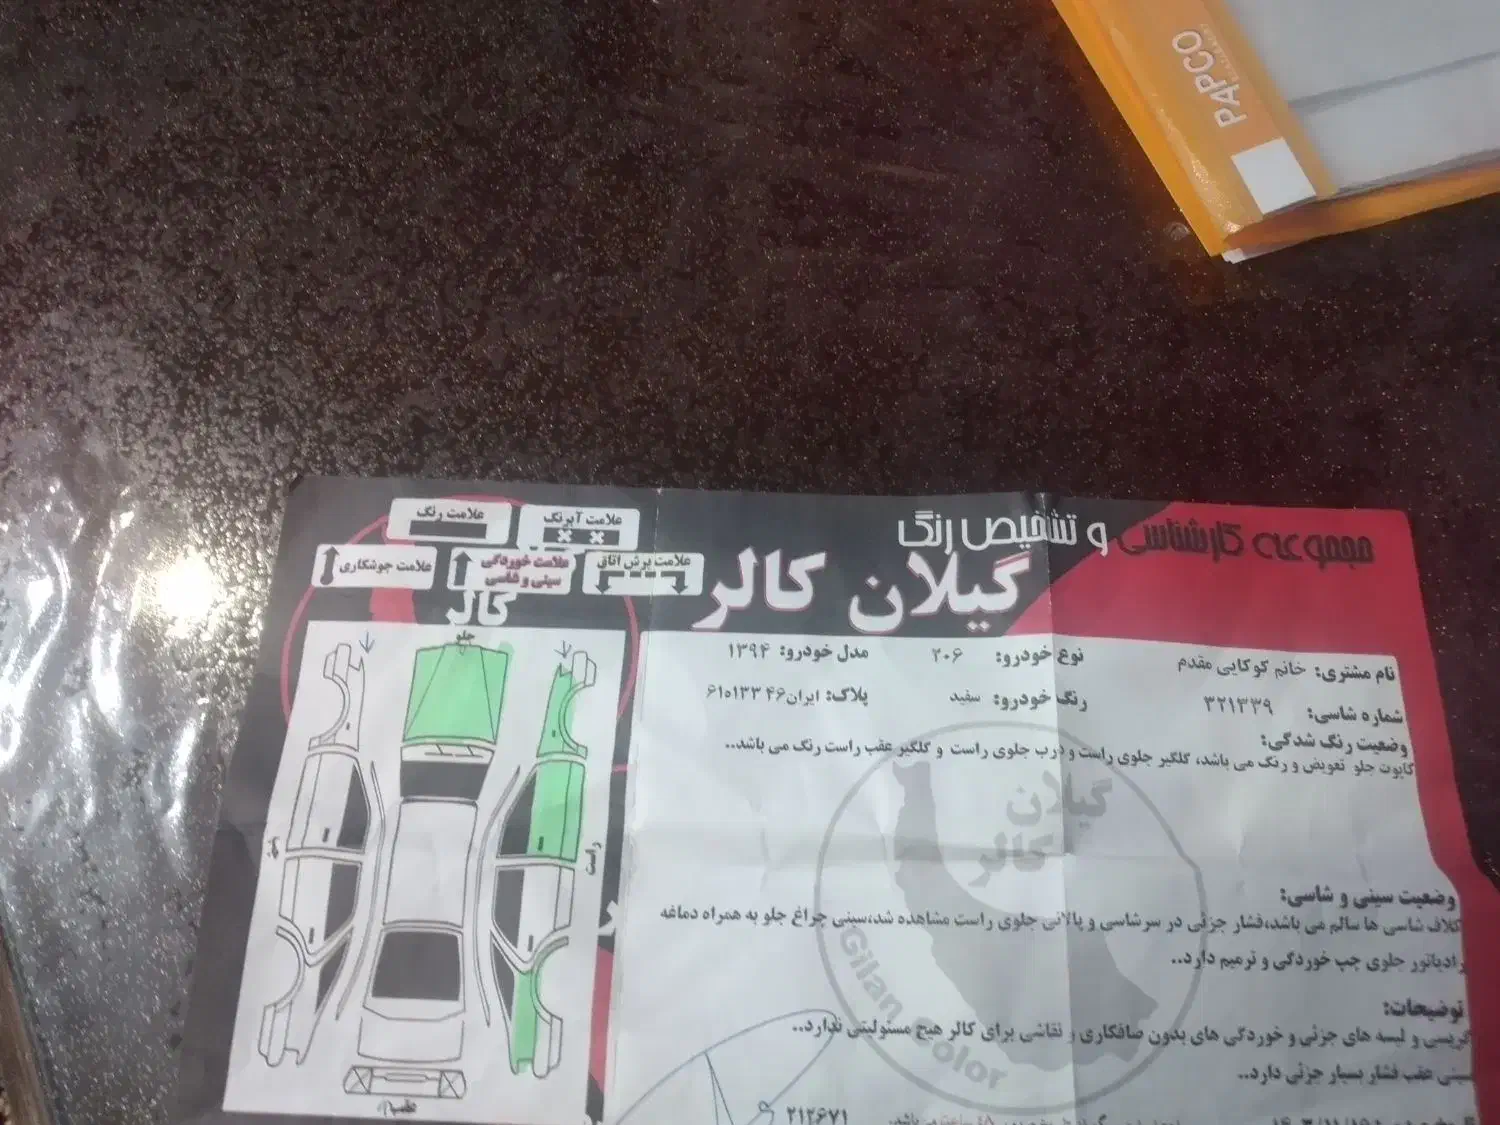 PAPCO
مجموعه کارشناسی و تشخیص رنگ
گیلان کالر
علامت آبرنگ
علامت رنگ
علامت پرش اتاق
علامت خوردگی سینی و شاسی
علامت جوشکاری
کالر
نام مشتری: خانم کوکایی مقدم نوع خودرو: ۲۰۶ مدل خودرو: ۱۳۹۴
شماره شاسی: ۳۲۱۳۳۹ رنگ خودرو: سفید پلاک: ایران۴۶
وضعیت رنگ شدگی:
کاپوت جلو تعویض و رنگ می باشد، گلگیر جلوی راست و درب جلوی راست و گلگیر عقب راست رنگ می باشد..
گیلان
کالر
Gilan Color
وضعیت سینی و شاسی:
کلاف شاسی ها سالم می باشد،فشار جزئی در سرشاسی و پالانی جلوی راست مشاهده شد،سینی چراغ جلو به همراه دماغه
رادیاتور جلوی چپ خوردگی و ترمیم دارد..
توضیحات:
گریسی و لیسه های جزئی و خوردگی های بدون صافکاری و نقاشی برای کالر هیچ مسئولیتی ندارد..
سینی عقب فشار بسیار جزئی دارد..
۲۱۲۶۷۱
جلو
راست
عقب